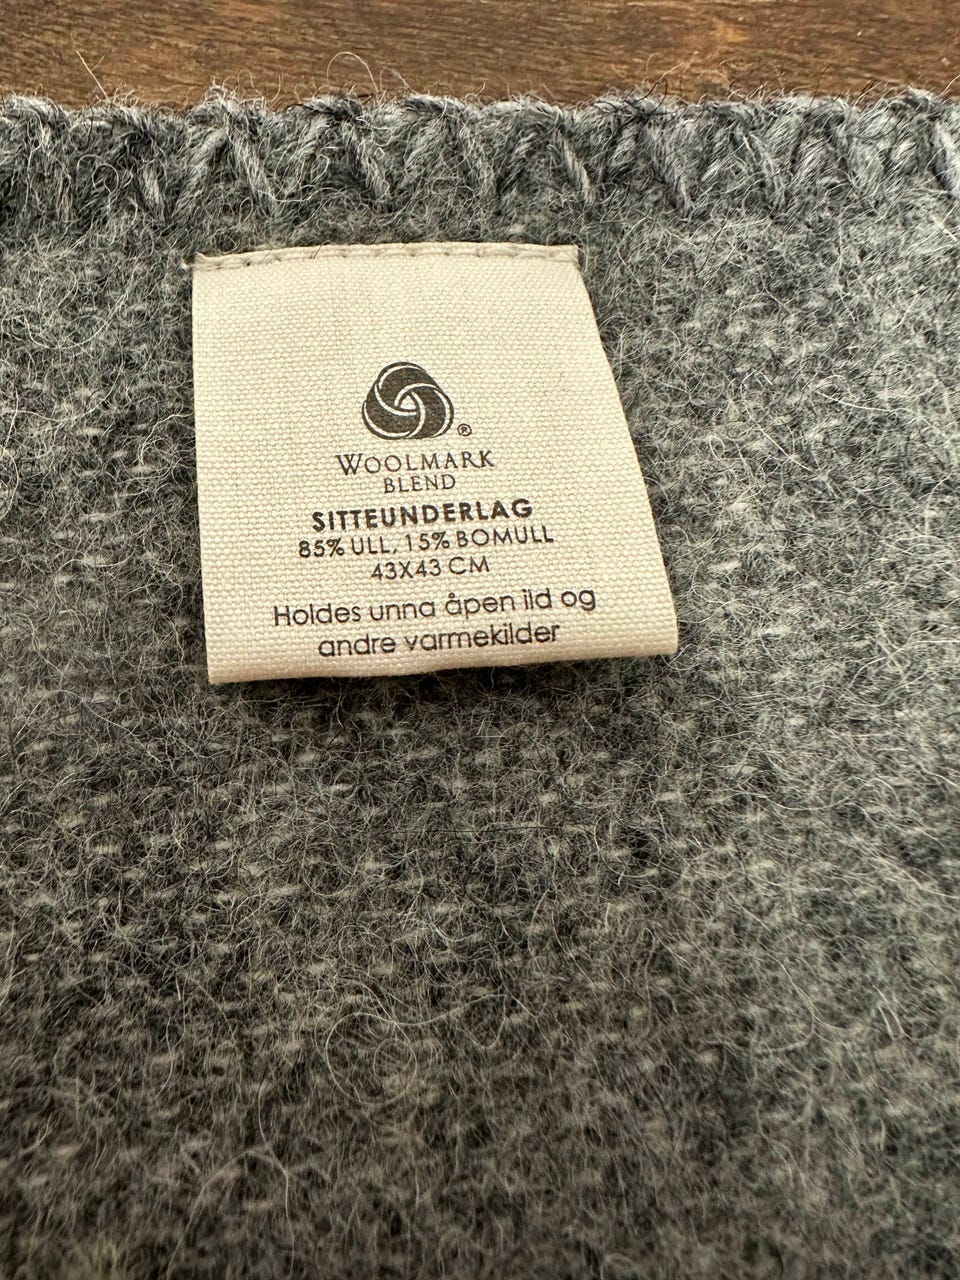 ®
WOOLMARK
BLEND
SITTEUNDERLAG
85% ULL, 15% BOMULL
43X43 CM
Holdes unna åpen ild og
andre varmekilder